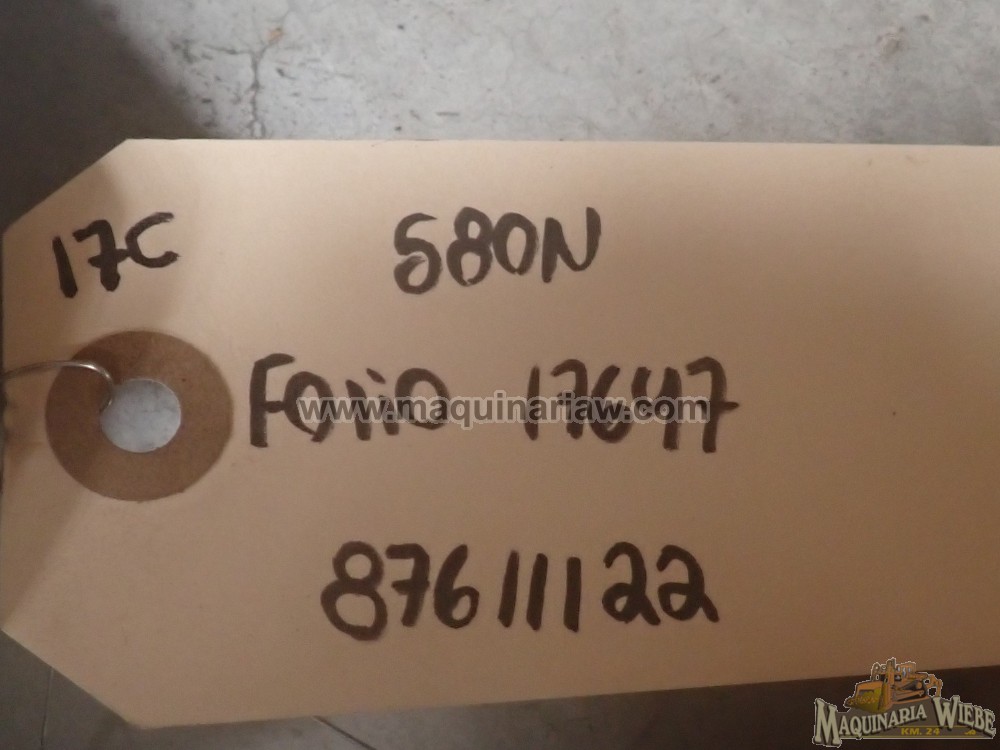 17C 580N
Folio 17647
www.maquinariaw.com
87611122
MAQUINARIA WIEBE
KM. 24